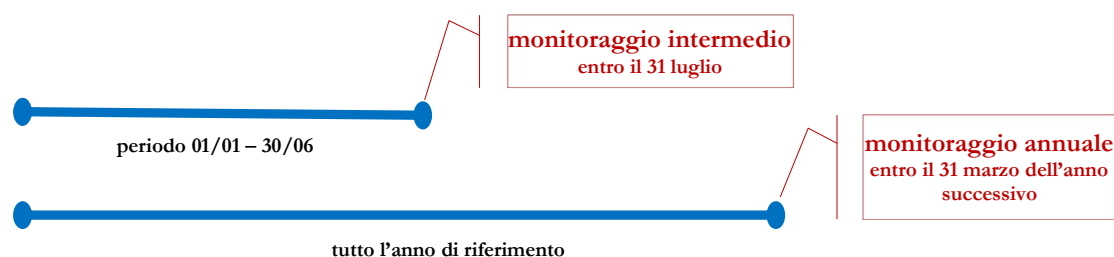 monitoraggio intermedio
entro il 31 luglio
periodo 01/01 – 30/06
monitoraggio annuale
entro il 31 marzo dell’anno
successivo
tutto l’anno di riferimento